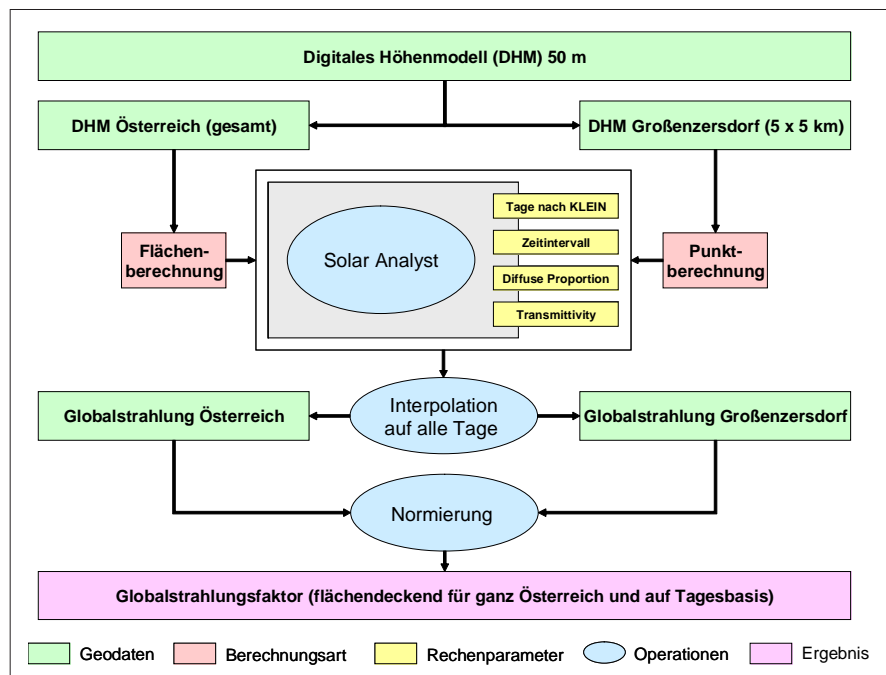 Digitales Höhenmodell (DHM) 50 m
DHM Österreich (gesamt)
DHM Großenzersdorf (5 x 5 km)
Tage nach KLEIN
Flächen-
berechnung
Solar Analyst
Zeitintervall
Diffuse Proportion
Transmittivity
Punkt-
berechnung
Globalstrahlung Österreich
Interpolation
auf alle Tage
Globalstrahlung Großenzersdorf
Normierung
Globalstrahlungsfaktor (flächendeckend für ganz Österreich und auf Tagesbasis)
Geodaten
Berechnungsart
Rechenparameter
Operationen
Ergebnis